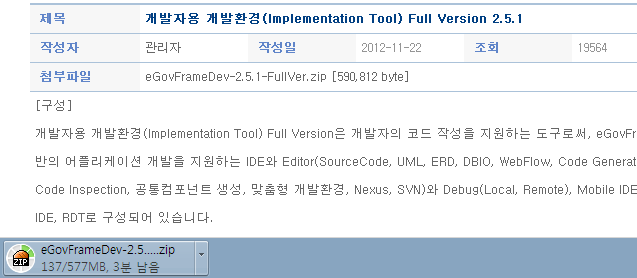 제목 개발자용 개발환경(Implementation Tool) Full Version 2.5.1
작성자 관리자 작성일 2012-11-22 조회 19564
첨부파일 eGovFrameDev-2.5.1-FullVer.zip [590,812 byte]
[구성]
개발자용 개발환경(Implementation Tool) Full Version은 개발자의 코드 작성을 지원하는 도구로써, eGovFr
반의 어플리케이션 개발을 지원하는 IDE와 Editor(SourceCode, UML, ERD, DBIO, WebFlow, Code Generat
Code Inspection, 공통컴포넌트 생성, 맞춤형 개발환경, Nexus, SVN)와 Debug(Local, Remote), Mobile IDE
IDE, RDT로 구성되어 있습니다.
ZIP
eGovFrameDev-2.5.....zip
137/577MB, 3분 남음